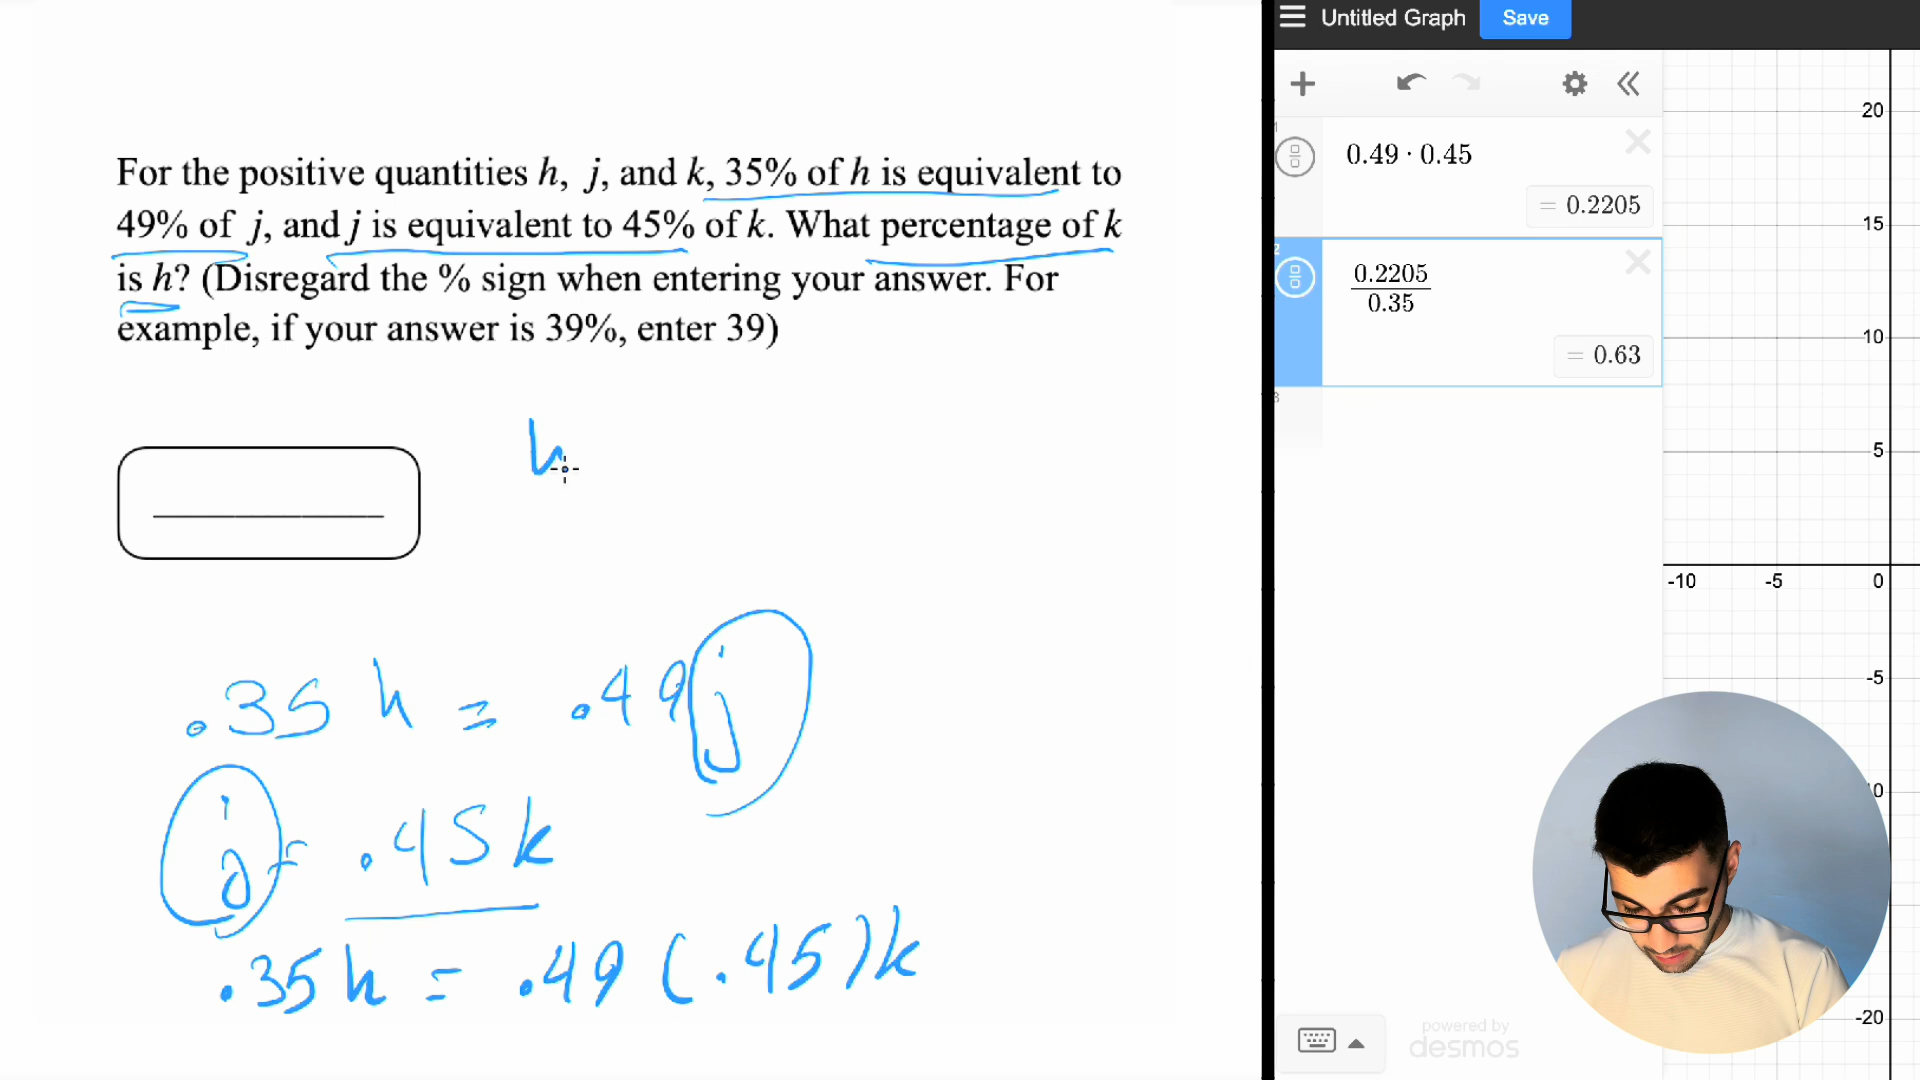 Untitled Graph Save
For the positive quantities h, j, and k, 35% of h is equivalent to
49% of j, and j is equivalent to 45% of k. What percentage of k
is h? (Disregard the % sign when entering your answer. For
example, if your answer is 39%, enter 39)
h
.35 h = .49 j
j = .45 k
.35 h = .49 (.45) k
1
0.49 · 0.45
= 0.2205
2
0.2205
0.35
= 0.63
3
powered by
desmos
20
15
10
5
-10 -5 0
-5
-20